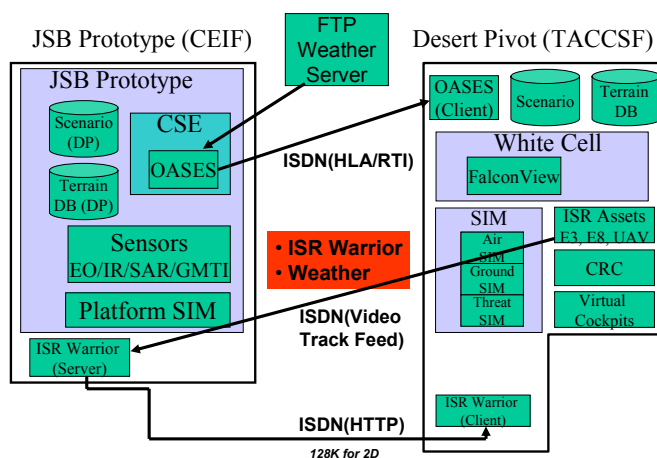 JSB Prototype (CEIF)
JSB Prototype
Scenario
(DP)
Terrain
DB (DP)
CSE
OASES
Sensors
EO/IR/SAR/GMTI
Platform SIM
ISR Warrior
(Server)
FTP
Weather
Server
ISDN(HLA/RTI)
• ISR Warrior
• Weather
ISDN(Video
Track Feed)
ISDN(HTTP)
128K for 2D
Desert Pivot (TACCSF)
OASES
(Client)
Scenario
Terrain
DB
White Cell
FalconView
SIM
Air
SIM
Ground
SIM
Threat
SIM
ISR Assets
E3, E8, UAV
CRC
Virtual
Cockpits
ISR Warrior
(Client)